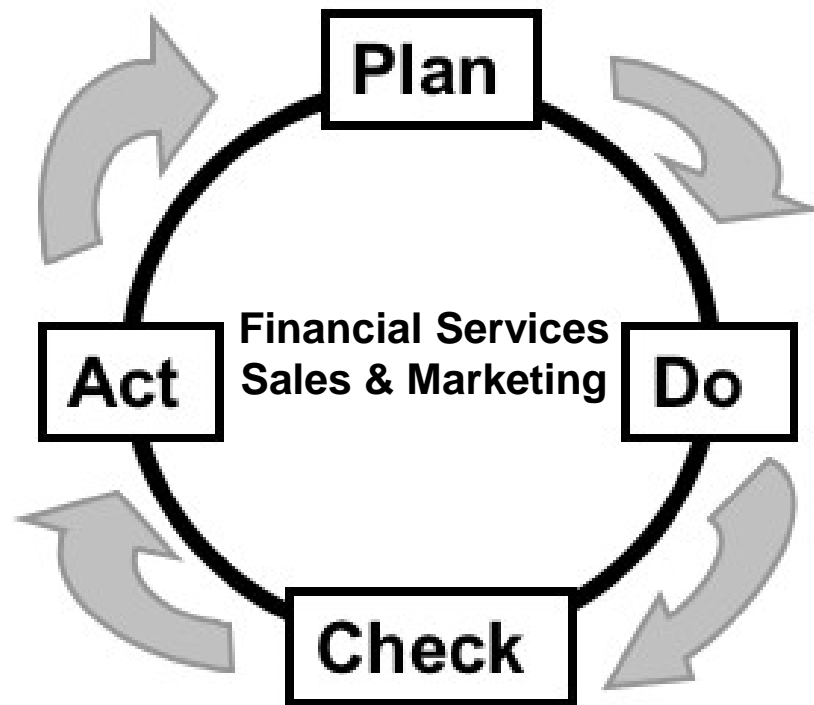 Plan
Financial Services
Sales & Marketing
Act
Do
Check